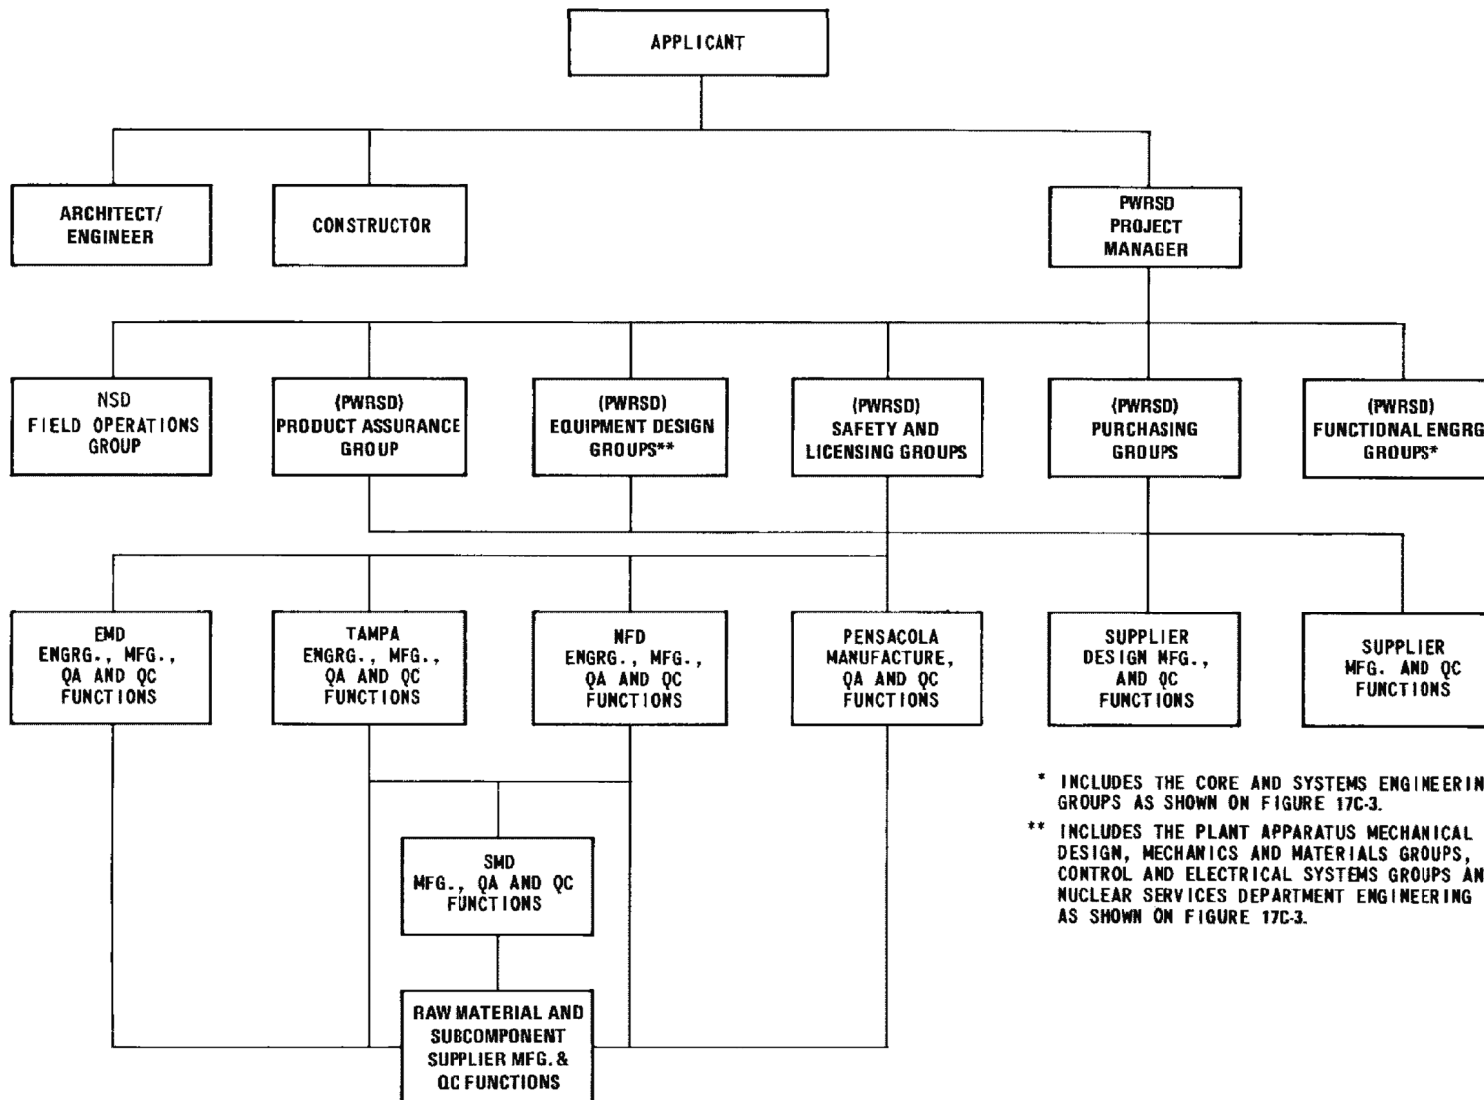 APPLICANT
ARCHITECT/
ENGINEER
CONSTRUCTOR
PWRSD
PROJECT
MANAGER
NSD
FIELD OPERATIONS
GROUP
(PWRSD)
PRODUCT ASSURANCE
GROUP
(PWRSD)
EQUIPMENT DESIGN
GROUPS**
(PWRSD)
SAFETY AND
LICENSING GROUPS
(PWRSD)
PURCHASING
GROUPS
(PWRSD)
FUNCTIONAL ENGRG
GROUPS*
EMD
ENGRG., MFG.,
QA AND QC
FUNCTIONS
TAMPA
ENGRG., MFG.,
QA AND QC
FUNCTIONS
NFD
ENGRG., MFG.,
QA AND QC
FUNCTIONS
PENSACOLA
MANUFACTURE,
QA AND QC
FUNCTIONS
SUPPLIER
DESIGN MFG.,
AND QC
FUNCTIONS
SUPPLIER
MFG. AND QC
FUNCTIONS
SMD
MFG., QA AND QC
FUNCTIONS
RAW MATERIAL AND
SUBCOMPONENT
SUPPLIER MFG. &
QC FUNCTIONS
* INCLUDES THE CORE AND SYSTEMS ENGINEERIN
GROUPS AS SHOWN ON FIGURE 17C-3.
** INCLUDES THE PLANT APPARATUS MECHANICAL
DESIGN, MECHANICS AND MATERIALS GROUPS,
CONTROL AND ELECTRICAL SYSTEMS GROUPS AN
NUCLEAR SERVICES DEPARTMENT ENGINEERING
AS SHOWN ON FIGURE 17C-3.